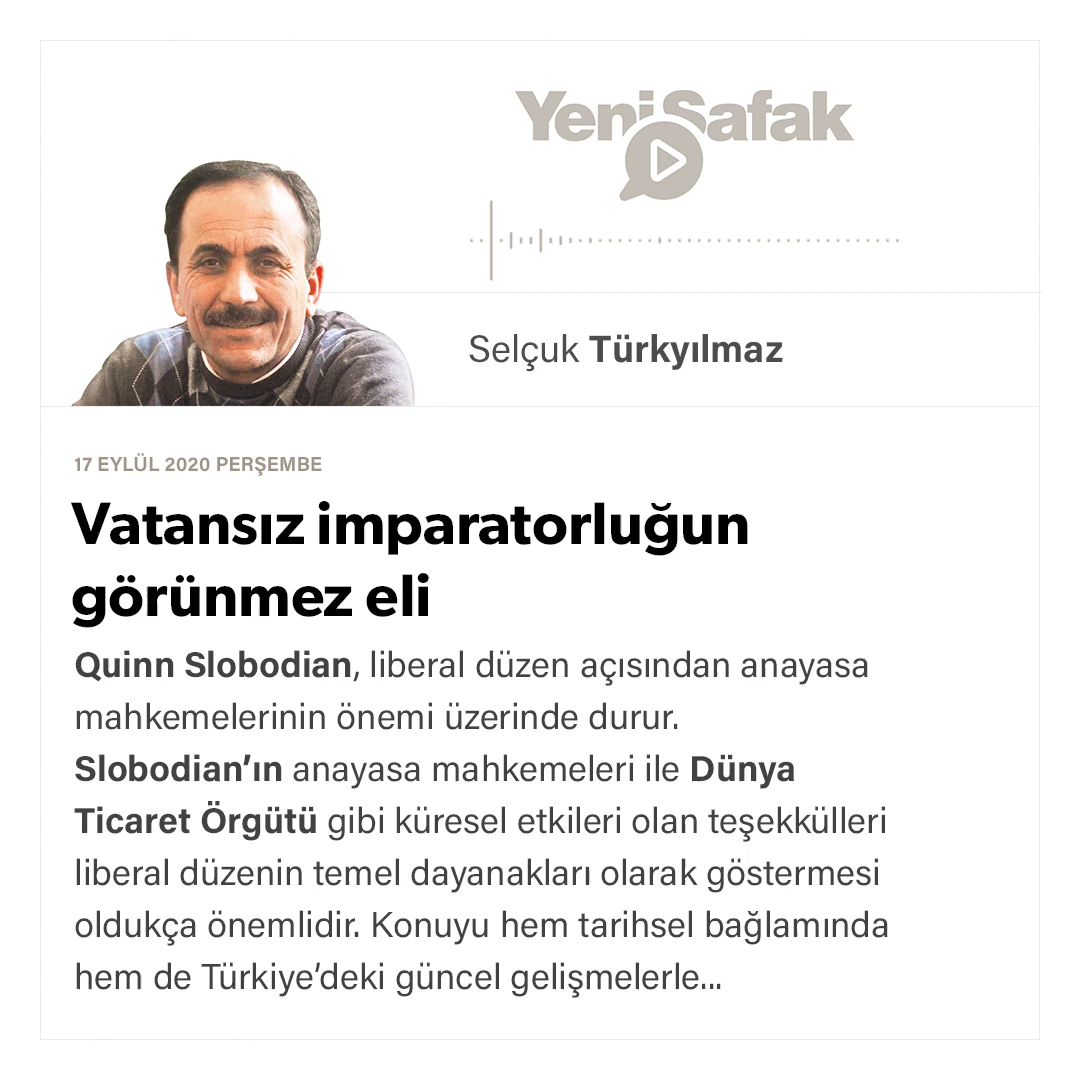 YeniŞafak
Selçuk Türkyılmaz
17 EYLÜL 2020 PERŞEMBE
Vatansız imparatorluğun
görünmez eli
Quinn Slobodian, liberal düzen açısından anayasa
mahkemelerinin önemi üzerinde durur.
Slobodian’ın anayasa mahkemeleri ile Dünya
Ticaret Örgütü gibi küresel etkileri olan teşekkülleri
liberal düzenin temel dayanakları olarak göstermesi
oldukça önemlidir. Konuyu hem tarihsel bağlamında
hem de Türkiye’deki güncel gelişmelerle...